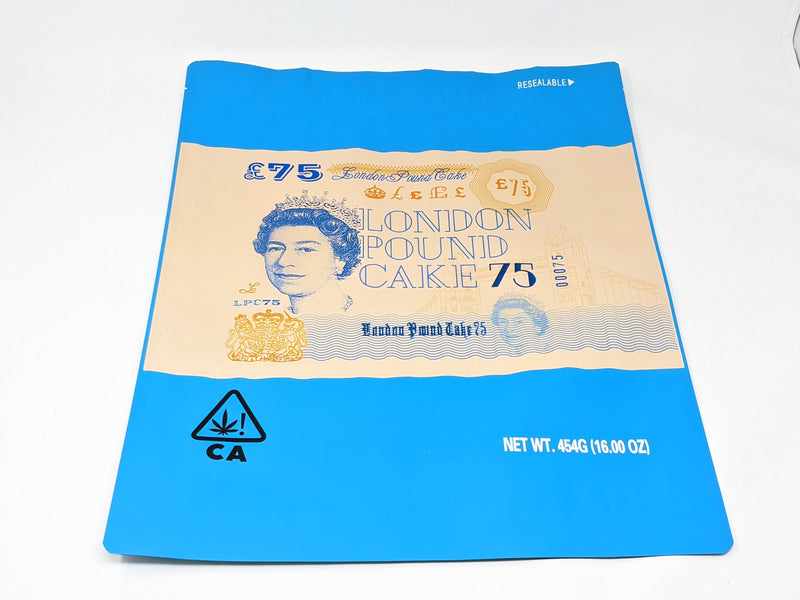 RESEALABLE
£75
London Pound Cake
£ £ £ £
£75
LONDON
POUND
CAKE 75
00075
£
LPC75
London Pound Cake 75
CA
NET WT. 454G (16.00 OZ)